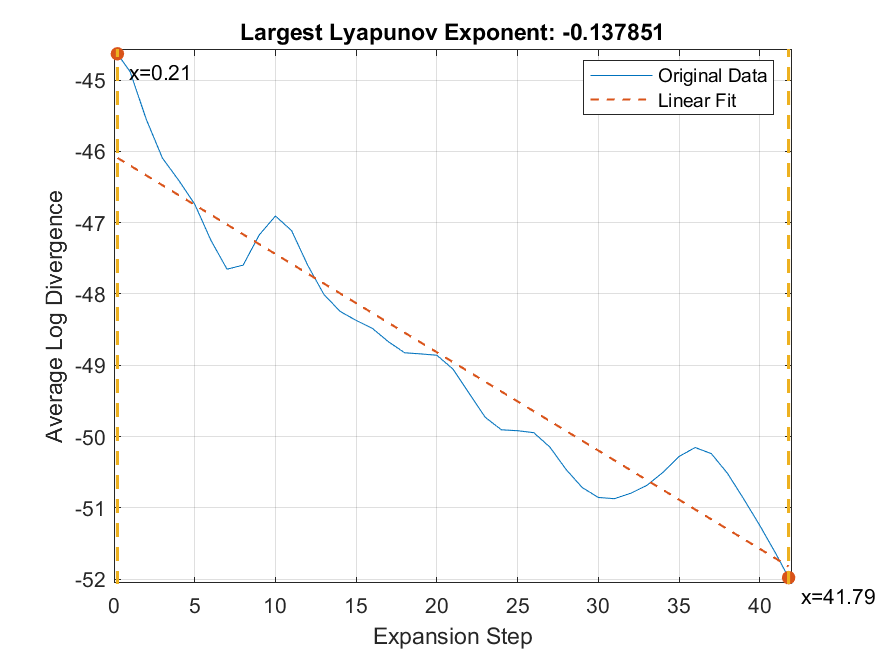 Largest Lyapunov Exponent: -0.137851
Original Data
Linear Fit
x=0.21
x=41.79
Average Log Divergence
-45
-46
-47
-48
-49
-50
-51
-52
0 5 10 15 20 25 30 35 40
Expansion Step